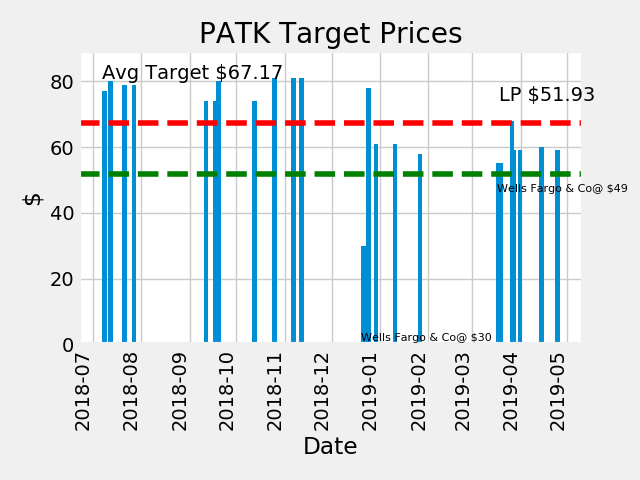 PATK Target Prices
Avg Target $67.17
LP $51.93
80
60
40
20
0
$
Wells Fargo & Co@ $49
Wells Fargo & Co@ $30
2018-07
2018-08
2018-09
2018-10
2018-11
2018-12
2019-01
2019-02
2019-03
2019-04
2019-05
Date